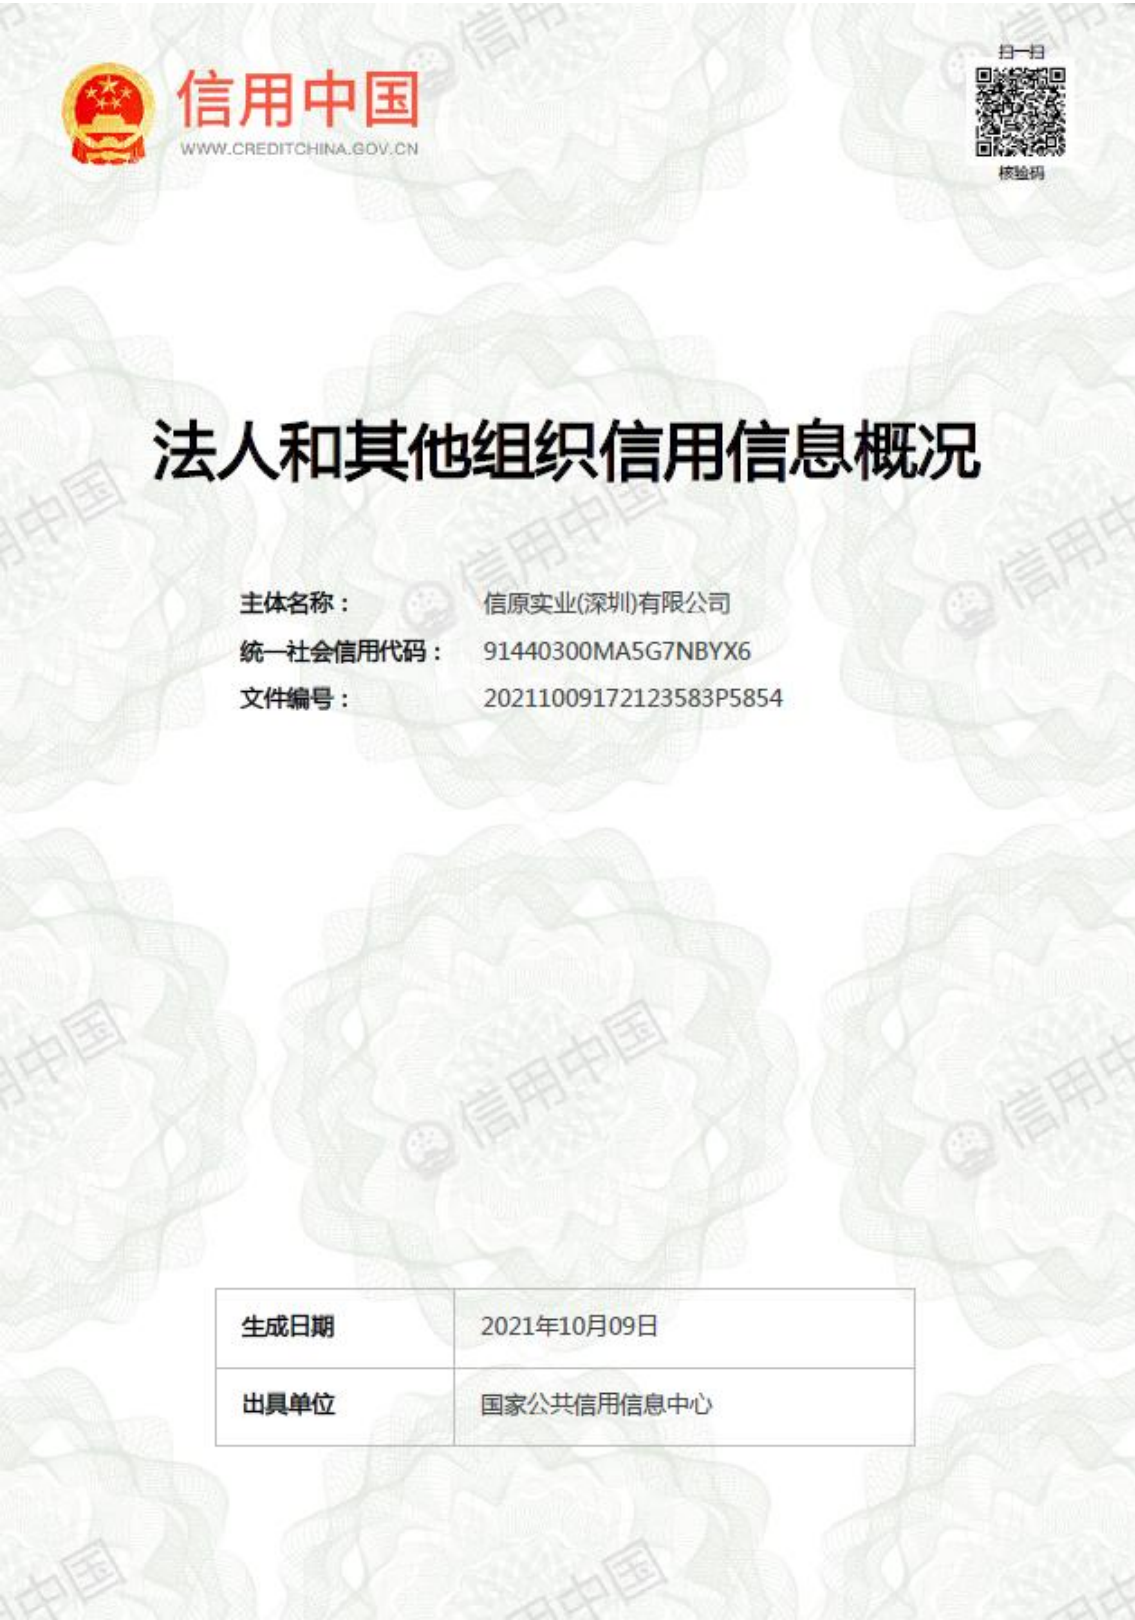 扫一扫
信用中国
WWW.CREDITCHINA.GOV.CN
核验码
法人和其他组织信用信息概况
主体名称： 信原实业(深圳)有限公司
统一社会信用代码： 91440300MA5G7NBYX6
文件编号： 20211009172123583P5854
生成日期 2021年10月09日
出具单位 国家公共信用信息中心